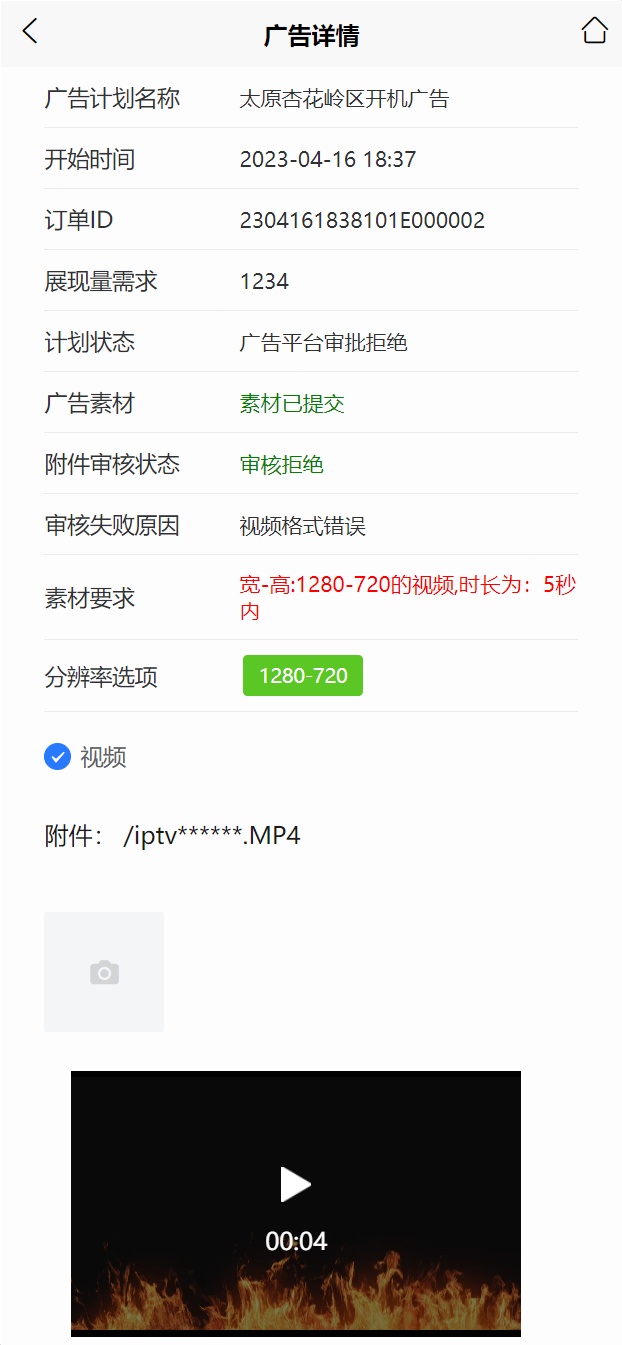 广告详情
广告计划名称 太原杏花岭区开机广告
开始时间 2023-04-16 18:37
订单ID 2304161838101E000002
展现量需求 1234
计划状态 广告平台审批拒绝
广告素材 素材已提交
附件审核状态 审核拒绝
审核失败原因 视频格式错误
素材要求 宽-高:1280-720的视频,时长为：5秒
内
分辨率选项 1280-720
视频
附件： /iptv******.MP4
00:04